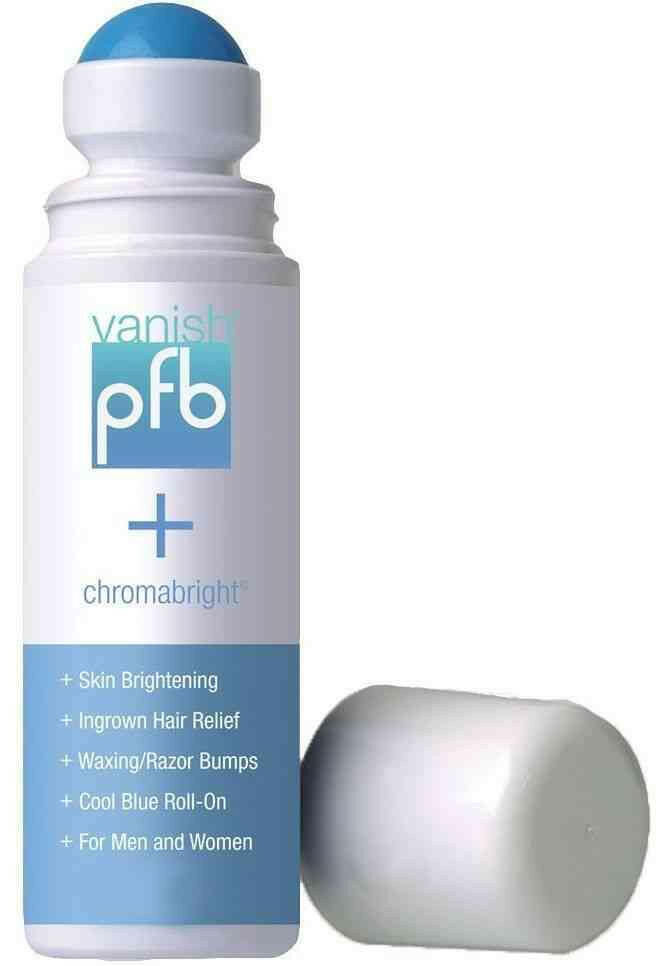 vanish
pfb
+
chromabright©
+ Skin Brightening
+ Ingrown Hair Relief
+ Waxing/Razor Bumps
+ Cool Blue Roll-On
+ For Men and Women